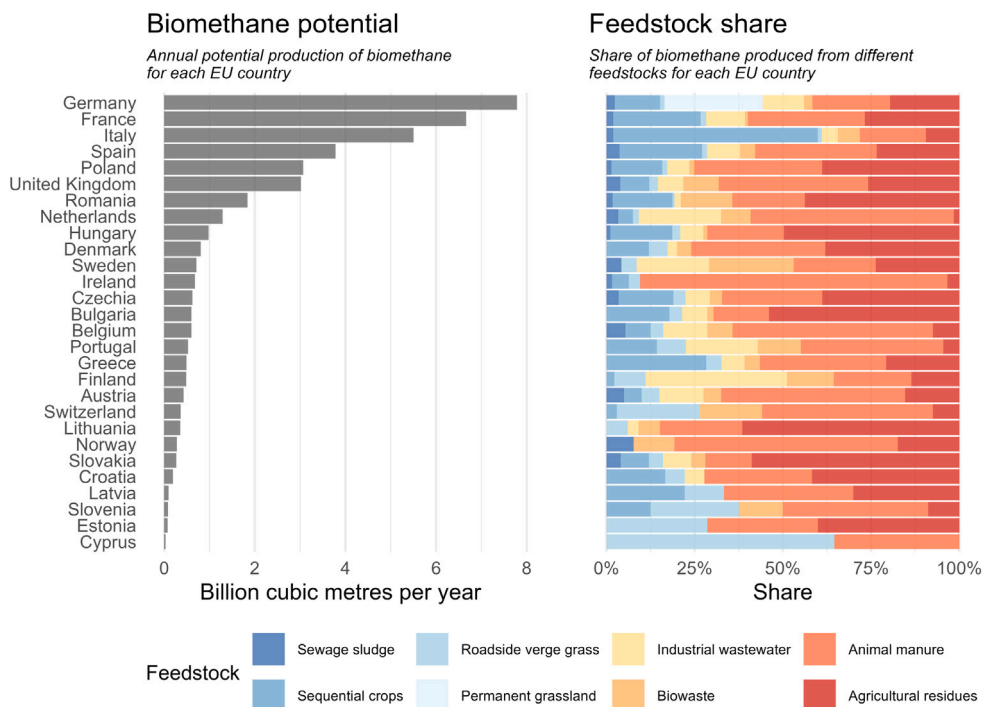 Biomethane potential
Annual potential production of biomethane
for each EU country
Germany
France
Italy
Spain
Poland
United Kingdom
Romania
Netherlands
Hungary
Denmark
Sweden
Ireland
Czechia
Bulgaria
Belgium
Portugal
Greece
Finland
Austria
Switzerland
Lithuania
Norway
Slovakia
Croatia
Latvia
Slovenia
Estonia
Cyprus
0 2 4 6 8
Billion cubic metres per year
Feedstock share
Share of biomethane produced from different
feedstocks for each EU country
0% 25% 50% 75% 100%
Share
Feedstock
Sewage sludge
Sequential crops
Roadside verge grass
Permanent grassland
Industrial wastewater
Biowaste
Animal manure
Agricultural residues